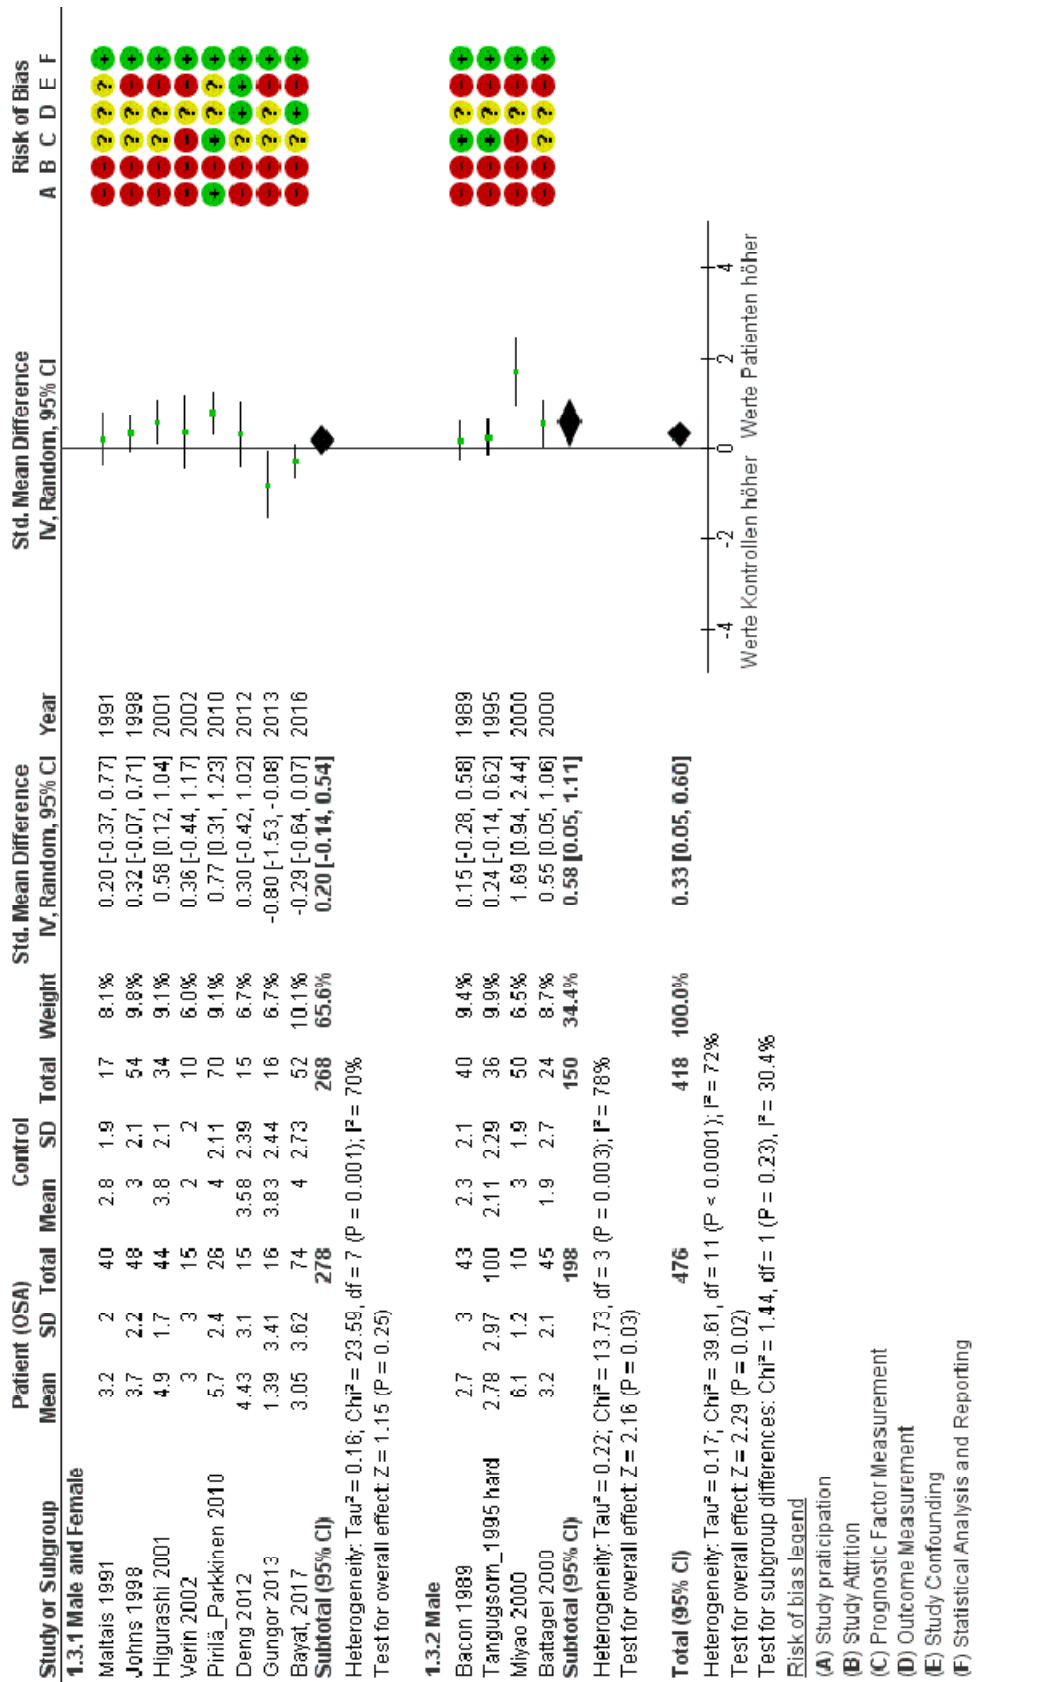 Patient (OSA) Control Std. Mean Difference Std. Mean Difference Risk of Bias
Study or Subgroup Mean SD Total Mean SD Total Weight IV, Random, 95% CI Year IV, Random, 95% CI A B C D E F
1.3.1 Male and Female
Maltais 1991 3.2 2 40 2.8 1.9 17 8.1% 0.20 [-0.37, 0.77] 1991 - - ? ? ? +
Johns 1998 3.7 2.2 48 3 2.1 54 9.8% 0.32 [-0.07, 0.71] 1998 - - ? ? - +
Higurashi 2001 4.9 1.7 44 3.8 2.1 34 9.1% 0.58 [0.12, 1.04] 2001 - - ? ? - +
Verin 2002 3 3 15 2 2 10 6.0% 0.36 [-0.44, 1.17] 2002 - - - ? - +
Pirilä_Parkkinen 2010 5.7 2.4 26 4 2.11 70 9.1% 0.77 [0.31, 1.23] 2010 + - + ? ? +
Deng 2012 4.43 3.1 15 3.58 2.39 15 6.7% 0.30 [-0.42, 1.02] 2012 - - ? + + +
Gungor 2013 1.39 3.41 16 3.83 2.44 16 6.7% -0.80 [-1.53, -0.08] 2013 - - ? ? - +
Bayat, 2017 3.05 3.62 74 4 2.73 52 10.1% -0.29 [-0.64, 0.07] 2016 - - ? + - +
Subtotal (95% CI) 278 268 65.6% 0.20 [-0.14, 0.54]
Heterogeneity: Tau² = 0.16; Chi² = 23.59, df = 7 (P = 0.001); I² = 70%
Test for overall effect: Z = 1.15 (P = 0.25)
1.3.2 Male
Bacon 1989 2.7 3 43 2.3 2.1 40 9.4% 0.15 [-0.28, 0.58] 1989 - - + ? - +
Tangugsorn_1995 hard 2.78 2.97 100 2.11 2.29 36 9.9% 0.24 [-0.14, 0.62] 1995 - - + ? - +
Miyao 2000 6.1 1.2 10 3 1.9 50 6.5% 1.69 [0.94, 2.44] 2000 - - - ? - +
Battagel 2000 3.2 2.1 45 1.9 2.7 24 8.7% 0.55 [0.05, 1.06] 2000 - - ? ? - +
Subtotal (95% CI) 198 150 34.4% 0.58 [0.05, 1.11]
Heterogeneity: Tau² = 0.22; Chi² = 13.73, df = 3 (P = 0.003); I² = 78%
Test for overall effect: Z = 2.16 (P = 0.03)
Total (95% CI) 476 418 100.0% 0.33 [0.05, 0.60]
Heterogeneity: Tau² = 0.17; Chi² = 39.61, df = 11 (P < 0.0001); I² = 72%
Test for overall effect: Z = 2.29 (P = 0.02)
Test for subgroup differences: Chi² = 1.44, df = 1 (P = 0.23), I² = 30.4%
-4 -2 0 2 4
Werte Kontrollen höher Werte Patienten höher
Risk of bias legend
(A) Study praticipation
(B) Study Attrition
(C) Prognostic Factor Measurement
(D) Outcome Measurement
(E) Study Confounding
(F) Statistical Analysis and Reporting